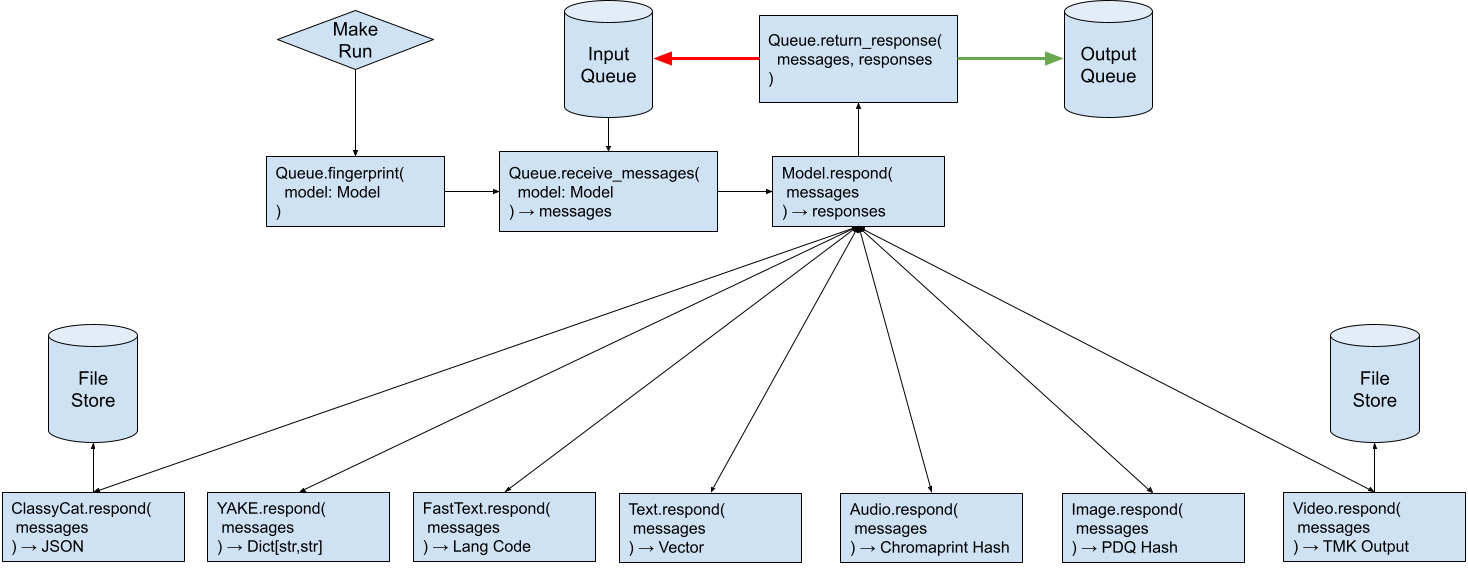 Make
Run
Input
Queue
Queue.return_response(
messages, responses
)
Output
Queue
Queue.fingerprint(
model: Model
)
Queue.receive_messages(
model: Model
) → messages
Model.respond(
messages
) → responses
File
Store
File
Store
ClassyCat.respond(
messages
) → JSON
YAKE.respond(
messages
) → Dict[str,str]
FastText.respond(
messages
) → Lang Code
Text.respond(
messages
) → Vector
Audio.respond(
messages
) → Chromaprint Hash
Image.respond(
messages
) → PDQ Hash
Video.respond(
messages
) → TMK Output